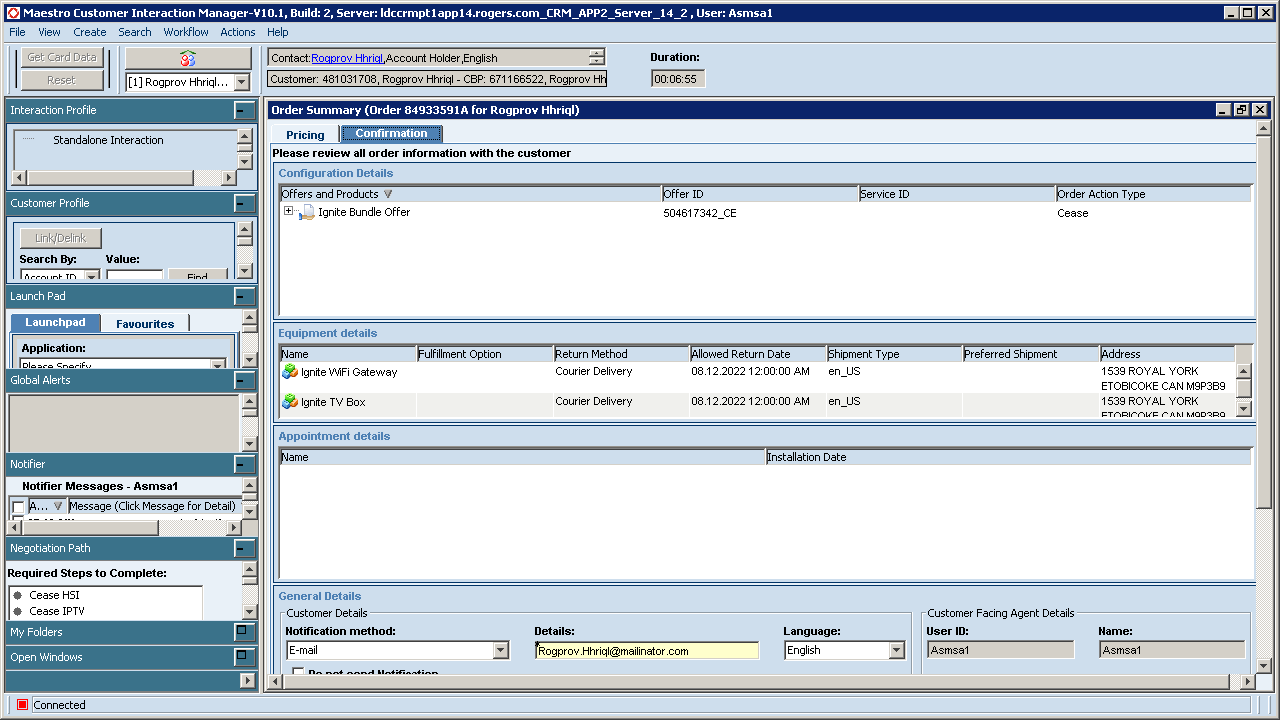 Maestro Customer Interaction Manager-V10.1, Build: 2, Server: ldccrmpt1app14.rogers.com_CRM_APP2_Server_14_2 , User: Asmsa1
File View Create Search Workflow Actions Help
Get Card Data
Reset
[1] Rogprov Hhriql...
Contact:Rogprov Hhriql,Account Holder,English
Customer: 481031708, Rogprov Hhriql - CBP: 671166522, Rogprov Hh
Duration:
00:06:55
Interaction Profile
Standalone Interaction
Customer Profile
Link/Delink
Search By: Value:
Account ID Find
Launch Pad
Launchpad Favourites
Application:
Please Specify
Global Alerts
Notifier
Notifier Messages - Asmsa1
A... Message (Click Message for Detail)
Negotiation Path
Required Steps to Complete:
Cease HSI
Cease IPTV
My Folders
Open Windows
Order Summary (Order 84933591A for Rogprov Hhriql)
Pricing Confirmation
Please review all order information with the customer
Configuration Details
Offers and Products Offer ID Service ID Order Action Type
Ignite Bundle Offer 504617342_CE Cease
Equipment details
Name Fulfillment Option Return Method Allowed Return Date Shipment Type Preferred Shipment Address
Ignite WiFi Gateway Courier Delivery 08.12.2022 12:00:00 AM en_US 1539 ROYAL YORK
ETOBICOKE CAN M9P3B9
Ignite TV Box Courier Delivery 08.12.2022 12:00:00 AM en_US 1539 ROYAL YORK
ETOBICOKE CAN M9P3B9
Appointment details
Name Installation Date
General Details
Customer Details Customer Facing Agent Details
Notification method: Details: Language: User ID: Name:
E-mail Rogprov.Hhriql@mailinator.com English Asmsa1 Asmsa1
Do not send Notification
Connected